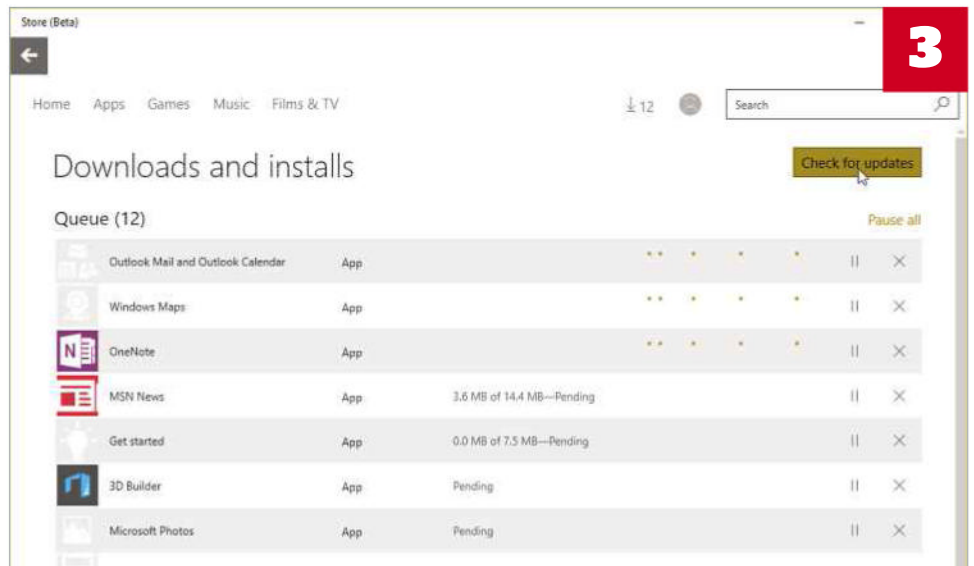 Store (Beta)
3
Home Apps Games Music Films & TV 12 Search
Downloads and installs Check for updates
Queue (12) Pause all
Outlook Mail and Outlook Calendar App
Windows Maps App
N OneNote App
MSN News App 3.6 MB of 14.4 MB—Pending
Get started App 0.0 MB of 7.5 MB—Pending
3D Builder App Pending
Microsoft Photos App Pending